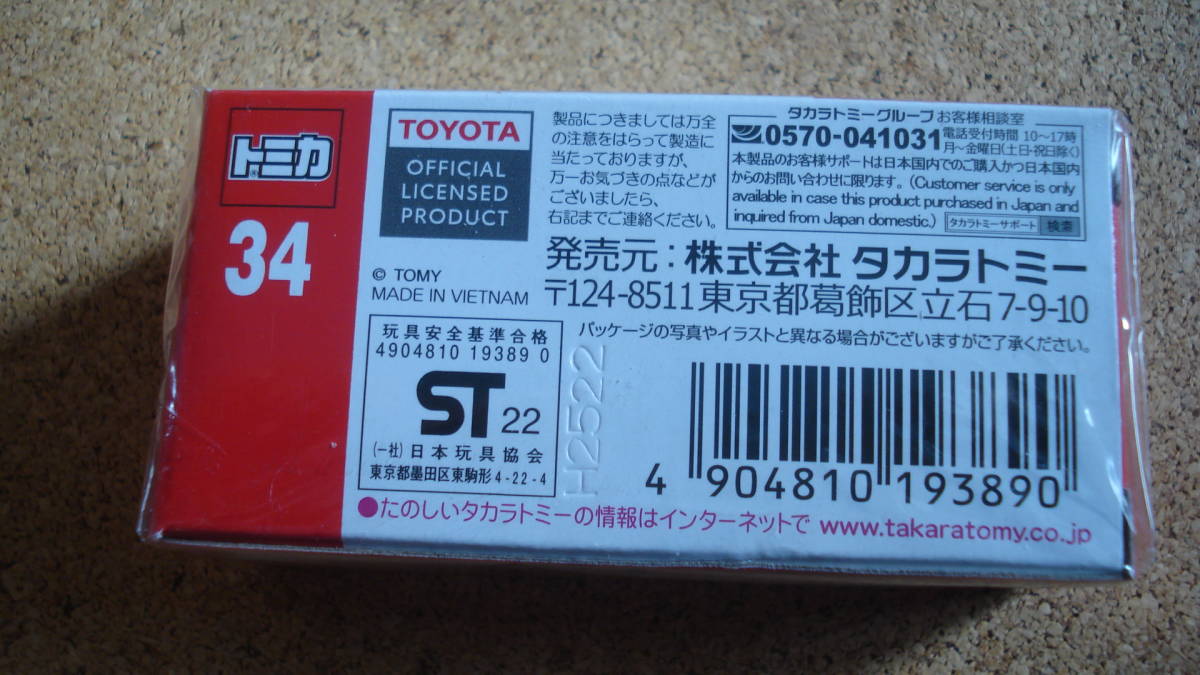 トミカ
®
34
TOYOTA
OFFICIAL
LICENSED
PRODUCT
© TOMY
MADE IN VIETNAM
製品につきましては万全
の注意をはらって製造に
当たっておりますが、
万一お気づきの点などが
ございましたら、
右記までご連絡ください。
タカラトミーグループお客様相談室
0570-041031
電話受付時間 10〜17時
月〜金曜日(土日・祝日除く)
本製品のお客様サポートは日本国内でのご購入かつ日本国内
からのお問い合わせに限ります。(Customer service is only
available in case this product purchased in Japan and
inquired from Japan domestic.) タカラトミーサポート 検索
発売元:株式会社 タカラトミー
〒124-8511東京都葛飾区立石7-9-10
パッケージの写真やイラストと異なる場合がございますがご了承ください。
玩具安全基準合格
4904810 19389 0
ST 22
(一社)日本玩具協会
東京都墨田区東駒形4-22-4
H2522
4 904810 193890
●たのしいタカラトミーの情報はインターネットで www.takaratomy.co.jp